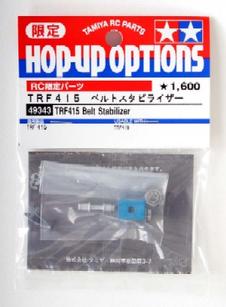 限定
TAMIYA RC PARTS
HOP-UP OPTIONS
RC限定パーツ
★1,600
TRF415 ベルトスタビライザー
49343 TRF415 Belt Stabilizer
TRF415